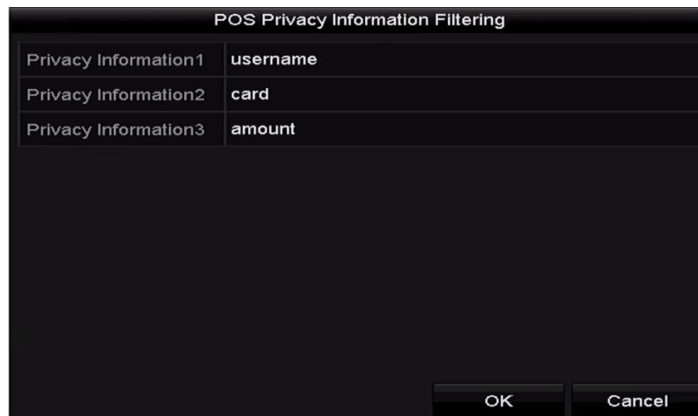 POS Privacy Information Filtering
Privacy Information1 username
Privacy Information2 card
Privacy Information3 amount
OK Cancel